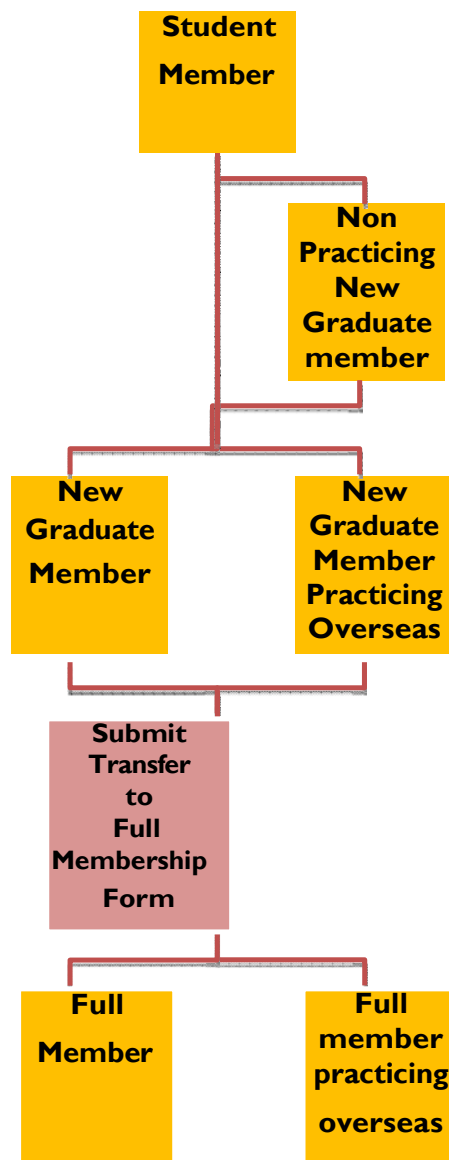 Student
Member
Non
Practicing
New
Graduate
member
New
Graduate
Member
New
Graduate
Member
Practicing
Overseas
Submit
Transfer
to
Full
Membership
Form
Full
Member
Full
member
practicing
overseas